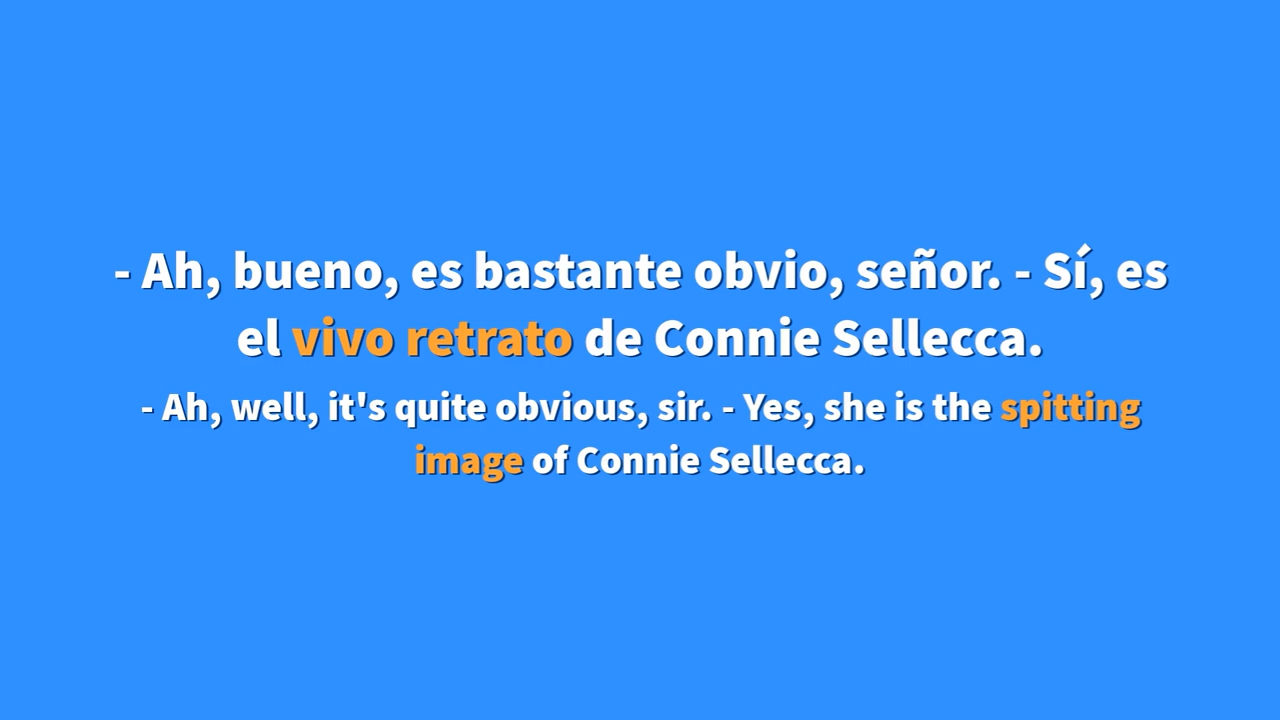 - Ah, bueno, es bastante obvio, señor. - Sí, es
el vivo retrato de Connie Sellecca.
- Ah, well, it's quite obvious, sir. - Yes, she is the spitting
image of Connie Sellecca.